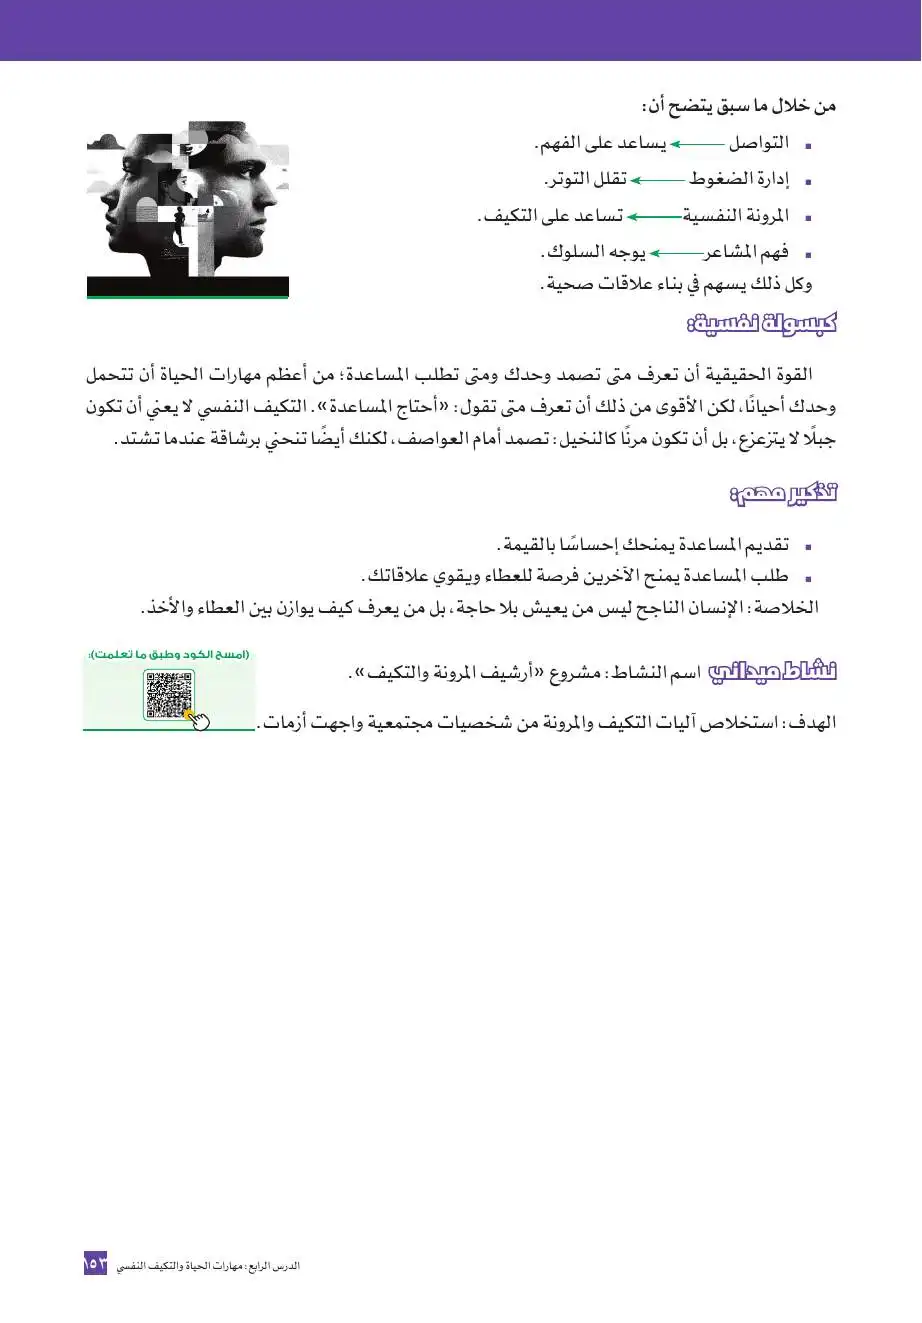 من خلال ما سبق يتضح أن:
▪ التواصل ← يساعد على الفهم.
▪ إدارة الضغوط ← تقلل التوتر.
▪ المرونة النفسية ← تساعد على التكيف.
▪ فهم المشاعر ← يوجه السلوك.
وكل ذلك يسهم في بناء علاقات صحية.
كبسولة نفسية:
القوة الحقيقية أن تعرف متى تصمد وحدك ومتى تطلب المساعدة؛ من أعظم مهارات الحياة أن تتحمل
وحدك أحيانًا، لكن الأقوى من ذلك أن تعرف متى تقول: «أحتاج المساعدة». التكيف النفسي لا يعني أن تكون
جبلًا لا يتزعزع، بل أن تكون مرنًا كالنخيل: تصمد أمام العواصف، لكنك أيضًا تنحني برشاقة عندما تشتد.
تذكير مهم:
▪ تقديم المساعدة يمنحك إحساسًا بالقيمة.
▪ طلب المساعدة يمنح الآخرين فرصة للعطاء ويقوي علاقاتك.
الخلاصة: الإنسان الناجح ليس من يعيش بلا حاجة، بل من يعرف كيف يوازن بين العطاء والأخذ.
نشاط ميداني اسم النشاط: مشروع «أرشيف المرونة والتكيف».
(امسح الكود وطبق ما تعلمت):
الهدف: استخلاص آليات التكيف والمرونة من شخصيات مجتمعية واجهت أزمات.
الدرس الرابع: مهارات الحياة والتكيف النفسي ١٥٣